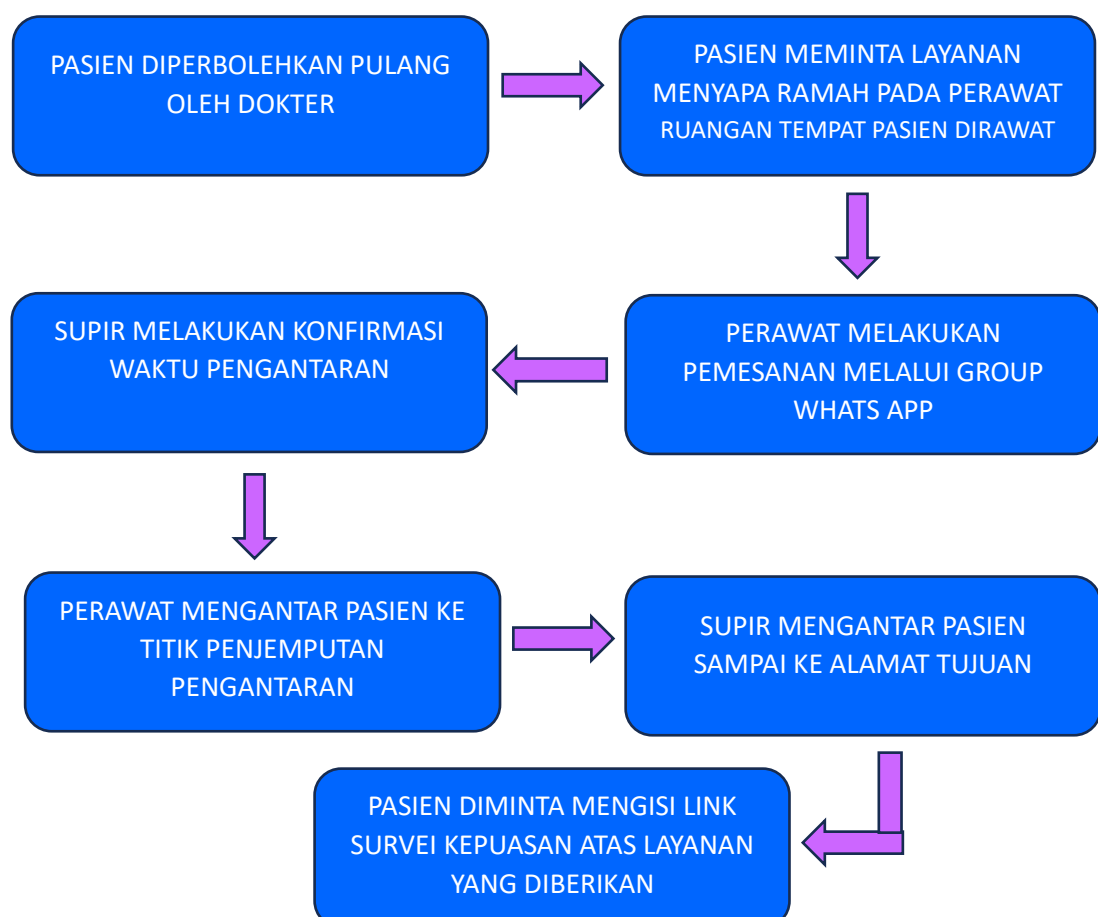 PASIEN DIPERBOLEHKAN PULANG
OLEH DOKTER
PASIEN MEMINTA LAYANAN
MENYAPA RAMAH PADA PERAWAT
RUANGAN TEMPAT PASIEN DIRAWAT
PERAWAT MELAKUKAN
PEMESANAN MELALUI GROUP
WHATS APP
SUPIR MELAKUKAN KONFIRMASI
WAKTU PENGANTARAN
PERAWAT MENGANTAR PASIEN KE
TITIK PENJEMPUTAN
PENGANTARAN
SUPIR MENGANTAR PASIEN
SAMPAI KE ALAMAT TUJUAN
PASIEN DIMINTA MENGISI LINK
SURVEI KEPUASAN ATAS LAYANAN
YANG DIBERIKAN